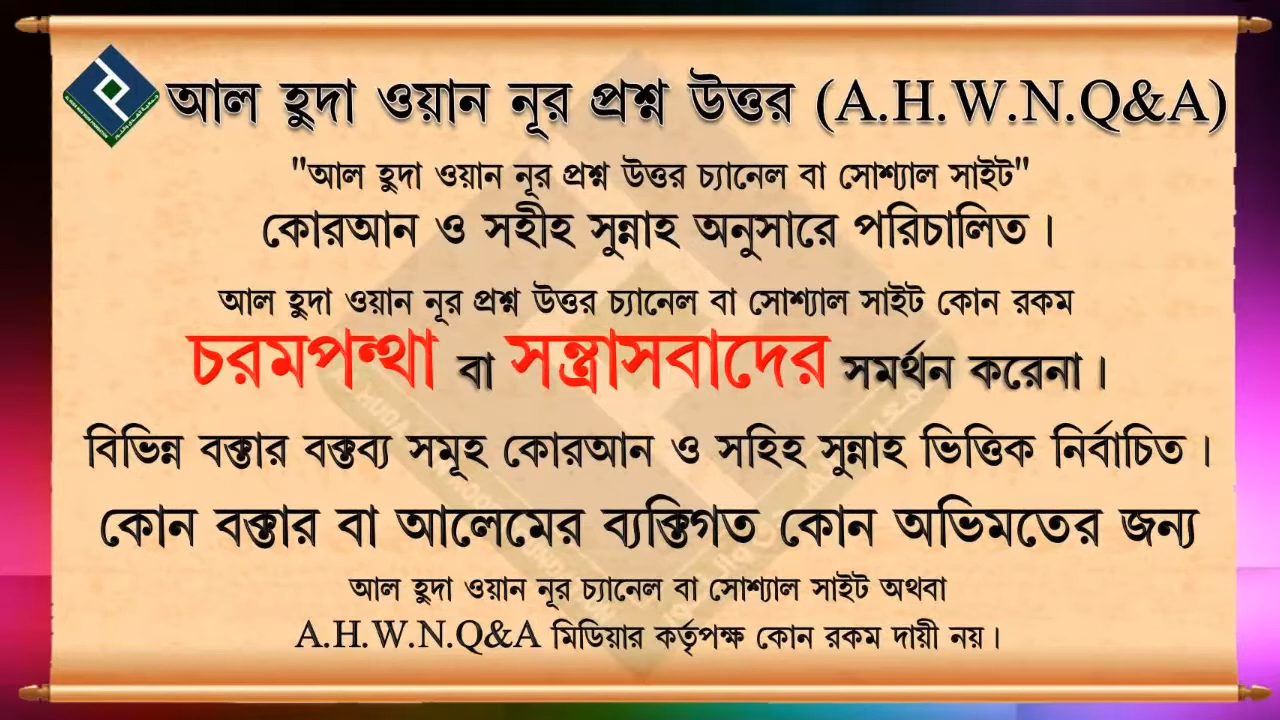 আল হুদা ওয়ান নূর প্রশ্ন উত্তর (A.H.W.N.Q&A)
"আল হুদা ওয়ান নূর প্রশ্ন উত্তর চ্যানেল বা সোশ্যাল সাইট"
কোরআন ও সহীহ সুন্নাহ অনুসারে পরিচালিত।
আল হুদা ওয়ান নূর প্রশ্ন উত্তর চ্যানেল বা সোশ্যাল সাইট কোন রকম
চরমপন্থা বা সন্ত্রাসবাদের সমর্থন করেনা।
বিভিন্ন বক্তার বক্তব্য সমূহ কোরআন ও সহিহ সুন্নাহ ভিত্তিক নির্বাচিত।
কোন বক্তার বা আলেমের ব্যক্তিগত কোন অভিমতের জন্য
আল হুদা ওয়ান নূর চ্যানেল বা সোশ্যাল সাইট অথবা
A.H.W.N.Q&A মিডিয়ার কর্তৃপক্ষ কোন রকম দায়ী নয়।